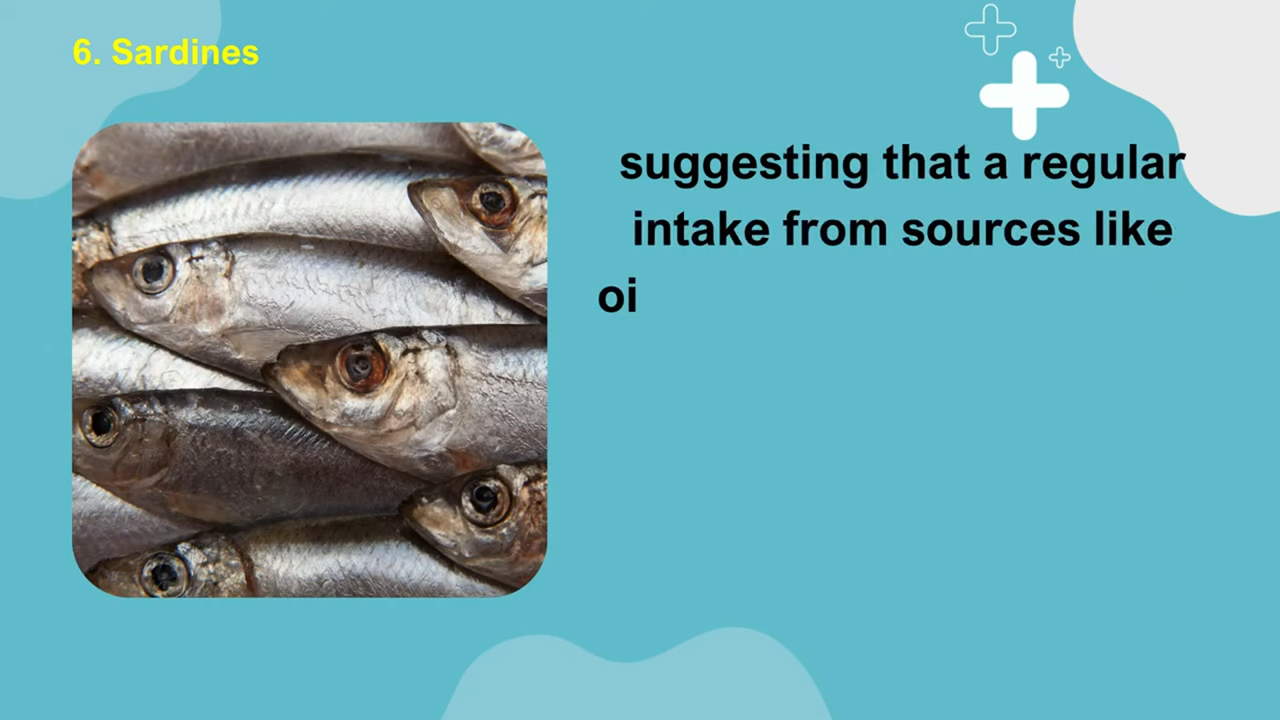 6. Sardines
suggesting that a regular
intake from sources like
oi